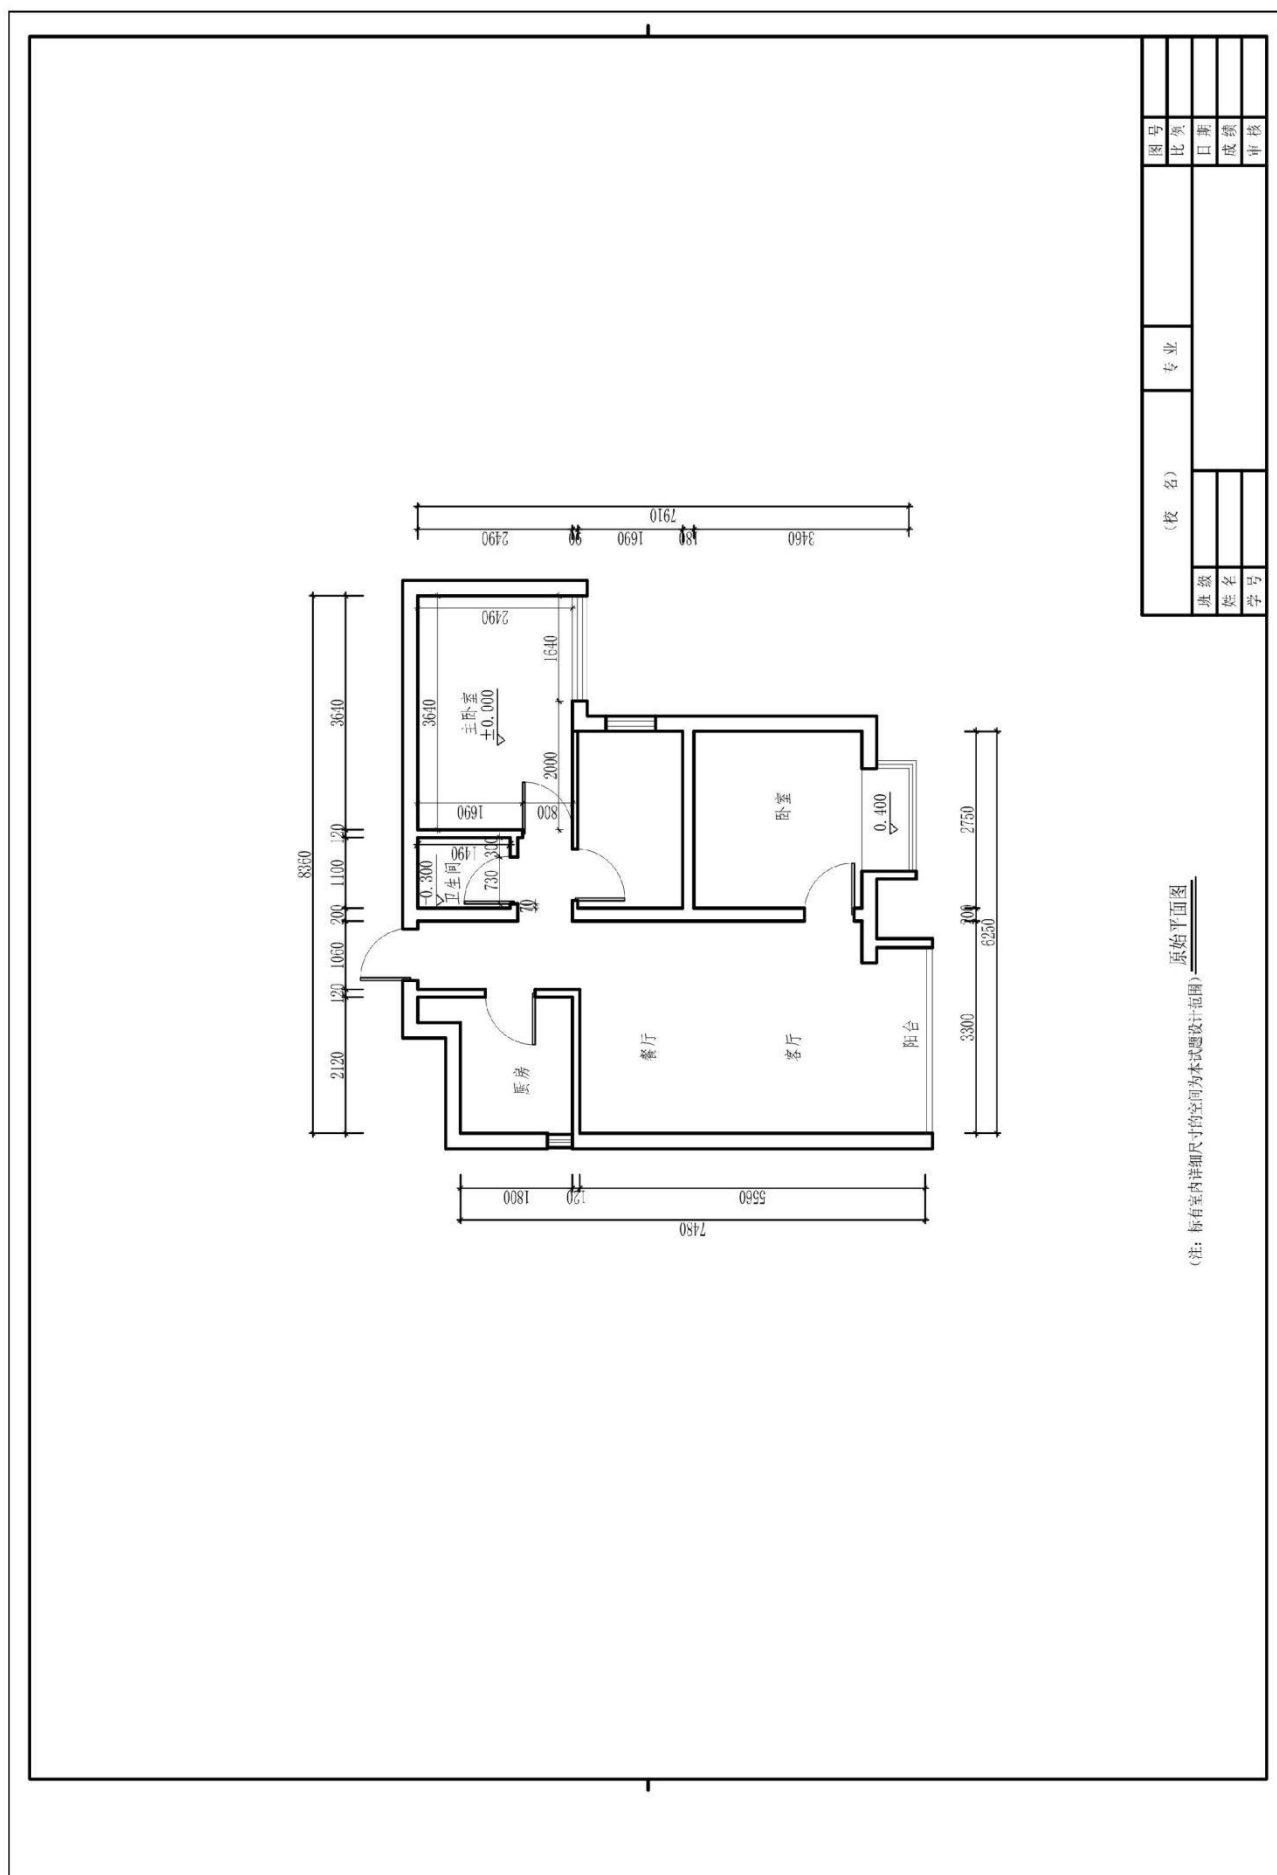 8360
2120
120
1060
200
1100
120
3640
7480
1800
120
5560
7910
2490
90
1690
180
3460
6250
3300
200
2750
主卧室
±0.000
3640
2490
1640
2000
1690
800
卫生间
-0.300
1490
300
730
70
厨房
餐厅
客厅
阳台
卧室
0.400
原始平面图
(注: 标有室内详细尺寸的空间为本试题设计范围)
(校 名)
专 业
图 号
比 例
班 级
日 期
姓 名
成 绩
学 号
审 核